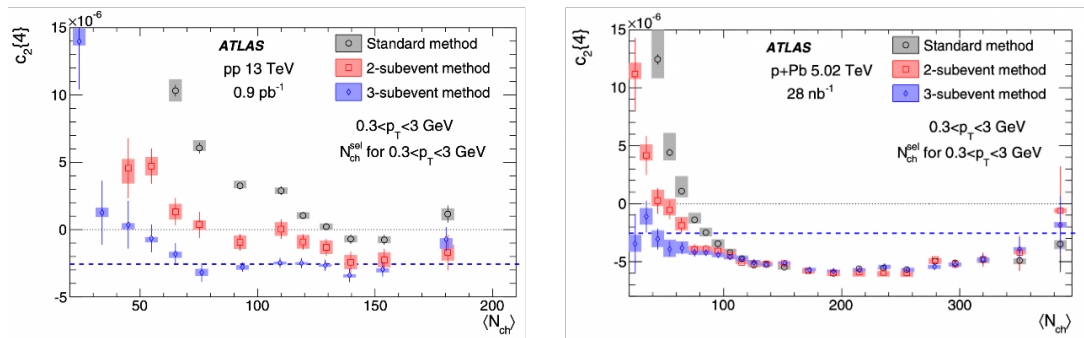 ×10⁻⁶
c₂{4}
15
10
5
0
-5
ATLAS
pp 13 TeV
0.9 pb⁻¹
Standard method
2-subevent method
3-subevent method
0.3<p_T<3 GeV
N_ch^sel for 0.3<p_T<3 GeV
50
100
150
200
⟨N_ch⟩
×10⁻⁶
c₂{4}
15
10
5
0
-5
ATLAS
p+Pb 5.02 TeV
28 nb⁻¹
Standard method
2-subevent method
3-subevent method
0.3<p_T<3 GeV
N_ch^sel for 0.3<p_T<3 GeV
100
200
300
⟨N_ch⟩